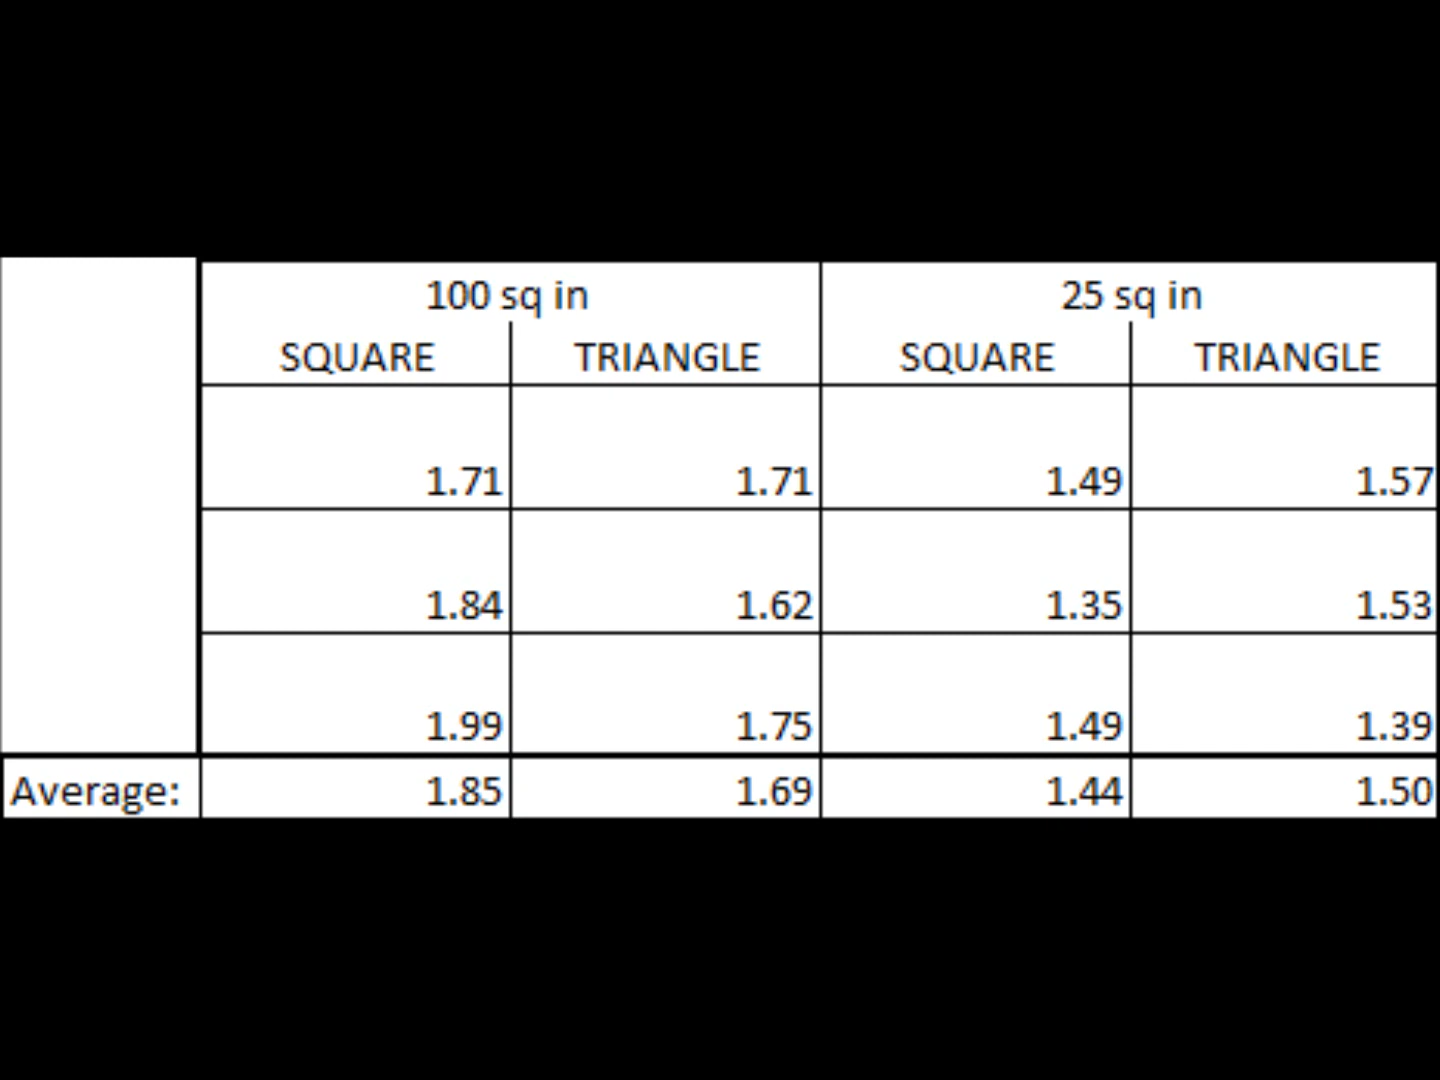 100 sq in 25 sq in
SQUARE TRIANGLE SQUARE TRIANGLE
1.71 1.71 1.49 1.57
1.84 1.62 1.35 1.53
1.99 1.75 1.49 1.39
Average: 1.85 1.69 1.44 1.50